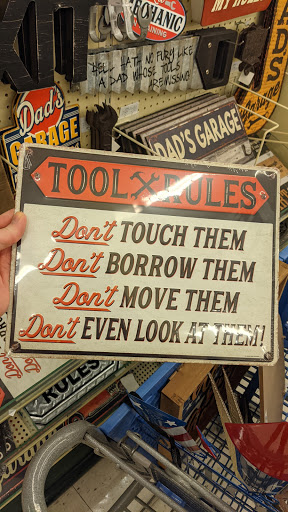 MECHANIC
HELL HATH NO FURY LIKE
A DAD WHOSE TOOLS
ARE MISSING
Dad's
GARAGE
DAD'S GARAGE
TOOL RULES
Don't TOUCH THEM
Don't BORROW THEM
Don't MOVE THEM
Don't EVEN LOOK AT THEM!
RULES